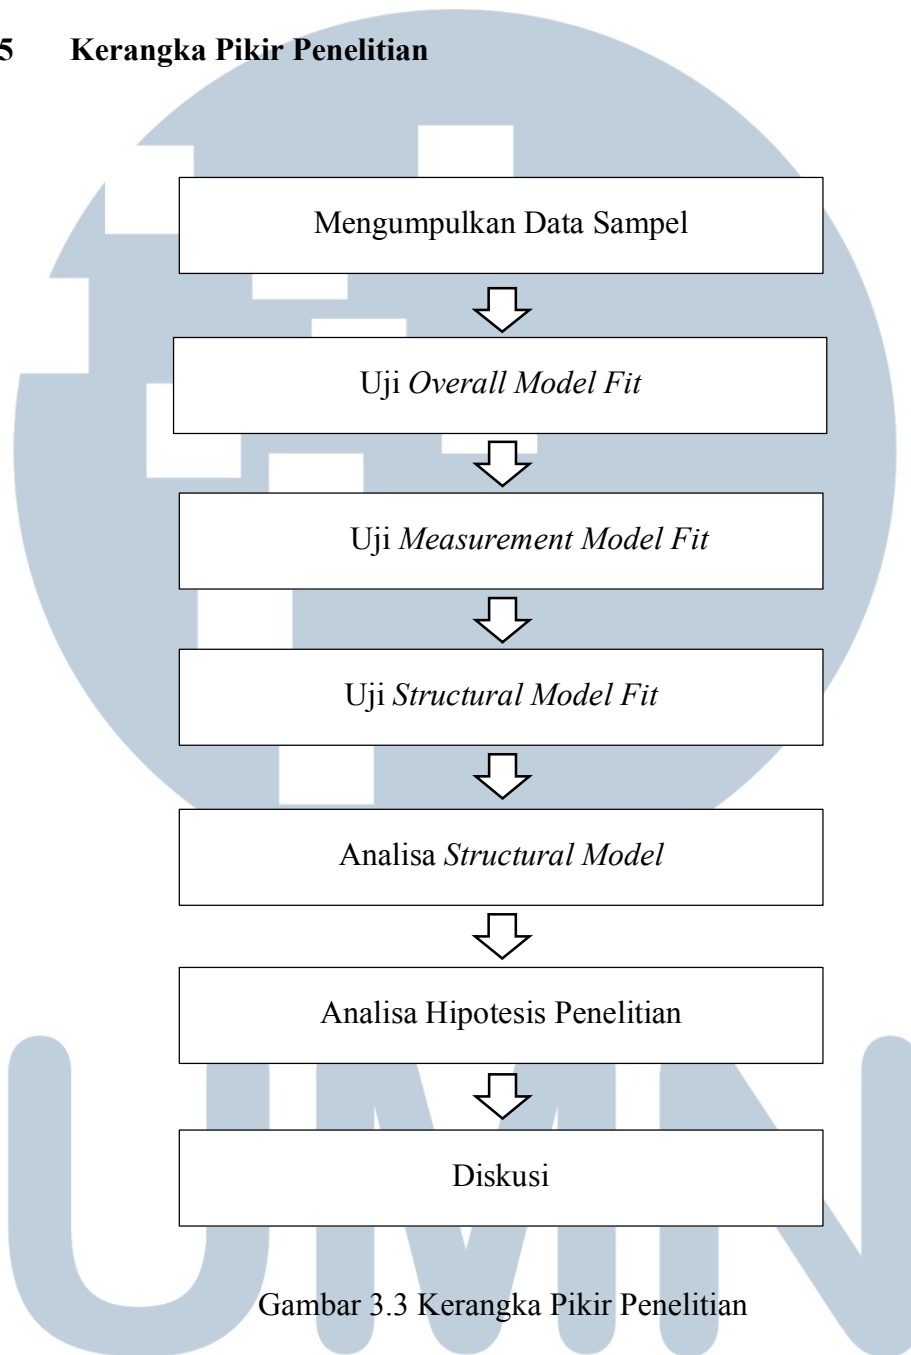 5 Kerangka Pikir Penelitian
Mengumpulkan Data Sampel
Uji Overall Model Fit
Uji Measurement Model Fit
Uji Structural Model Fit
Analisa Structural Model
Analisa Hipotesis Penelitian
Diskusi
UMN
Gambar 3.3 Kerangka Pikir Penelitian